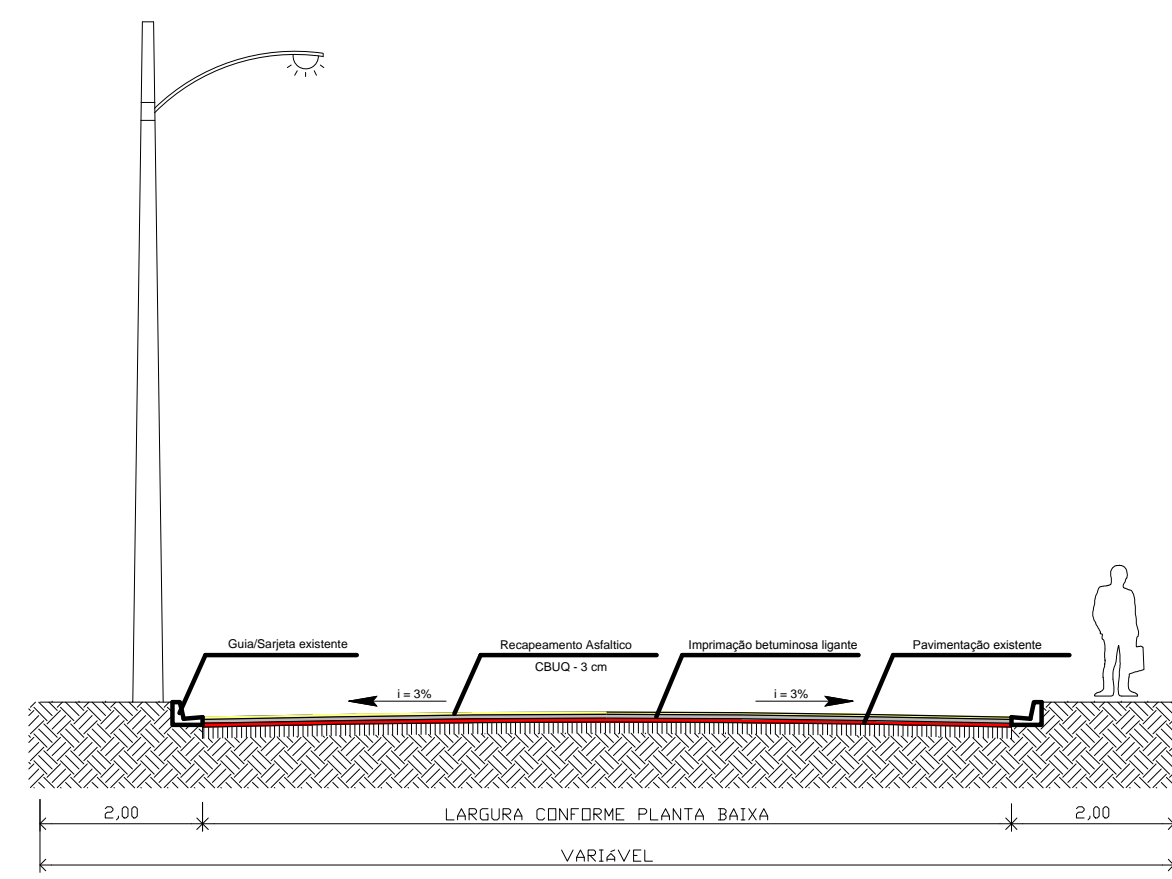 Guia/Sarjeta existente
Recapeamento Asfaltico
CBUQ - 3 cm
Imprimação betuminosa ligante
Pavimentação existente
i = 3%
i = 3%
2,00
LARGURA CONFORME PLANTA BAIXA
2,00
VARIáVEL